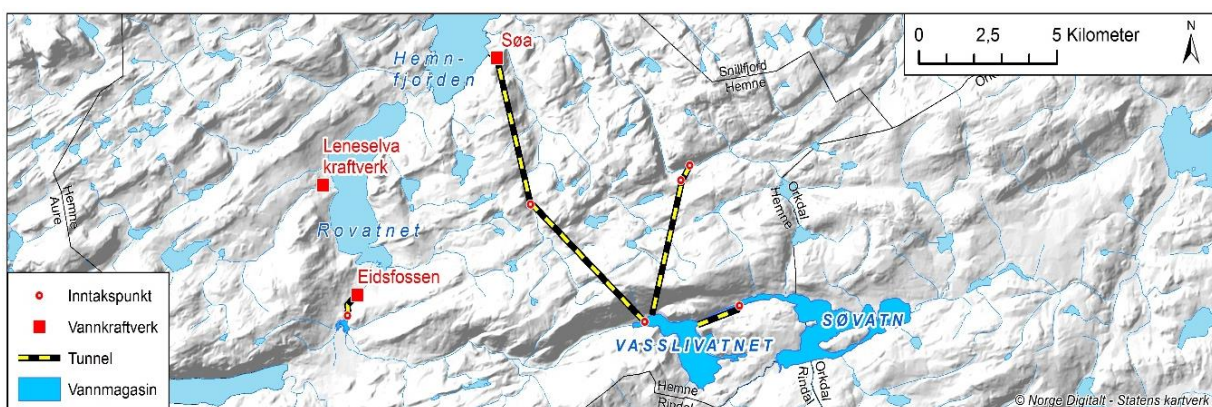 0 2,5 5 Kilometer
N
Søa
Hemn-
fjorden
Snillfjord
Hemne
Orkdal
Leneselva
kraftverk
Hemne
Aure
Orkdal
Hemne
Rovatnet
Eidsfossen
SØVATN
VASSLIVATNET
Orkdal
Rindal
Hemne
Rindal
Inntakspunkt
Vannkraftverk
Tunnel
Vannmagasin
© Norge Digitalt - Statens kartverk